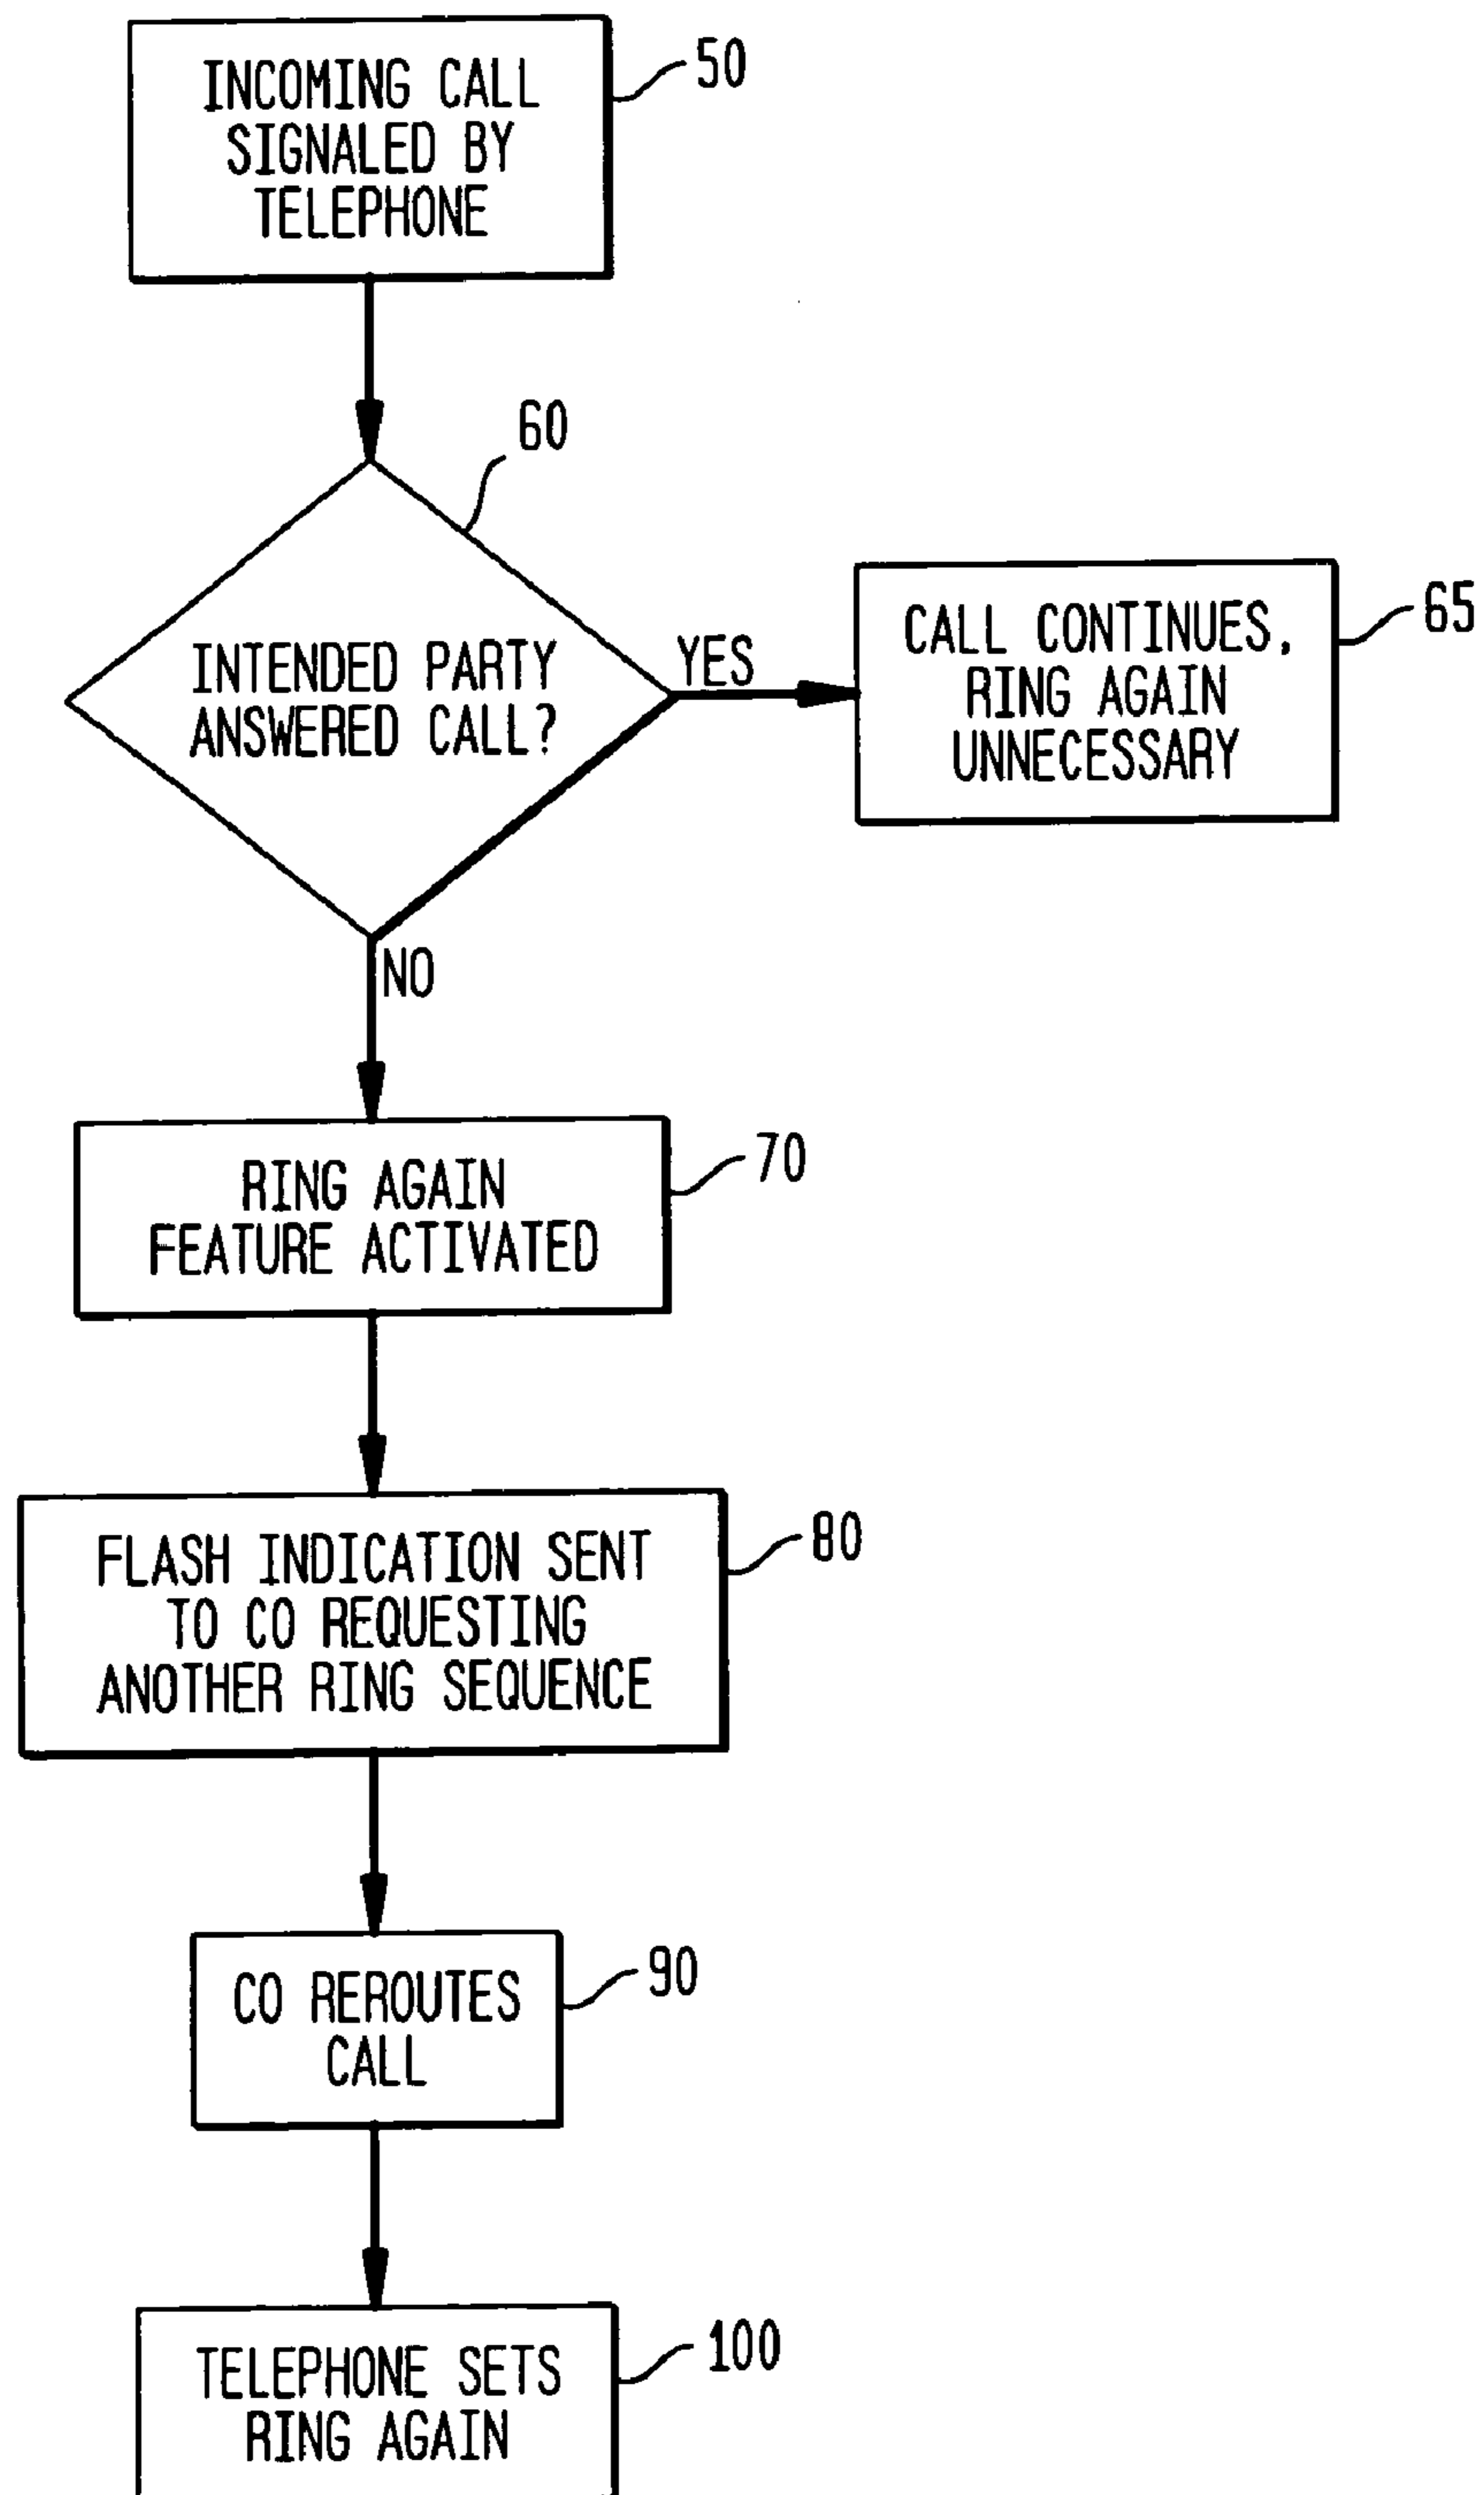 INCOMING CALL
SIGNALED BY
TELEPHONE
50
60
INTENDED PARTY
ANSWERED CALL?
YES
CALL CONTINUES,
RING AGAIN
UNNECESSARY
65
NO
RING AGAIN
FEATURE ACTIVATED
70
FLASH INDICATION SENT
TO CO REQUESTING
ANOTHER RING SEQUENCE
80
CO REROUTES
CALL
90
TELEPHONE SETS
RING AGAIN
100